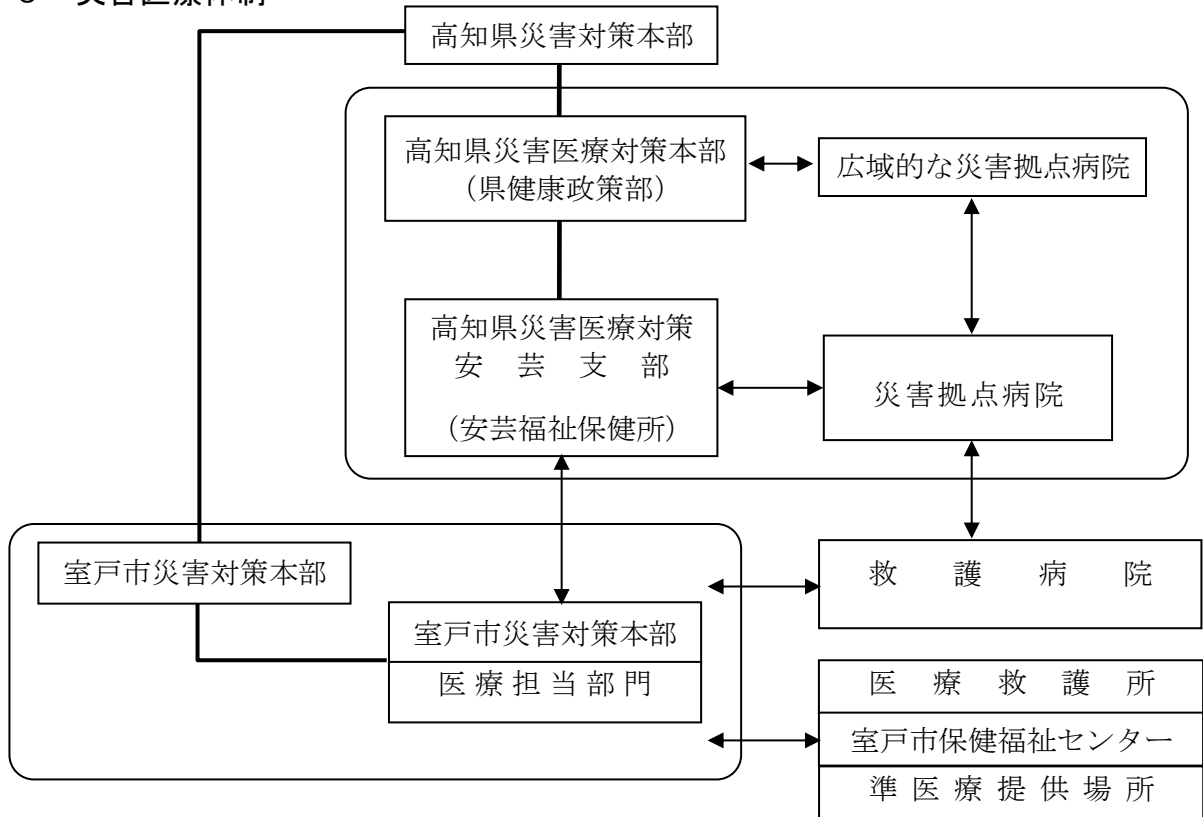 高知県災害対策本部
高知県災害医療対策本部
（県健康政策部）
広域的な災害拠点病院
高知県災害医療対策
安芸支部
（安芸福祉保健所）
災害拠点病院
室戸市災害対策本部
救護病院
室戸市災害対策本部
医療担当部門
医療救護所
室戸市保健福祉センター
準医療提供場所